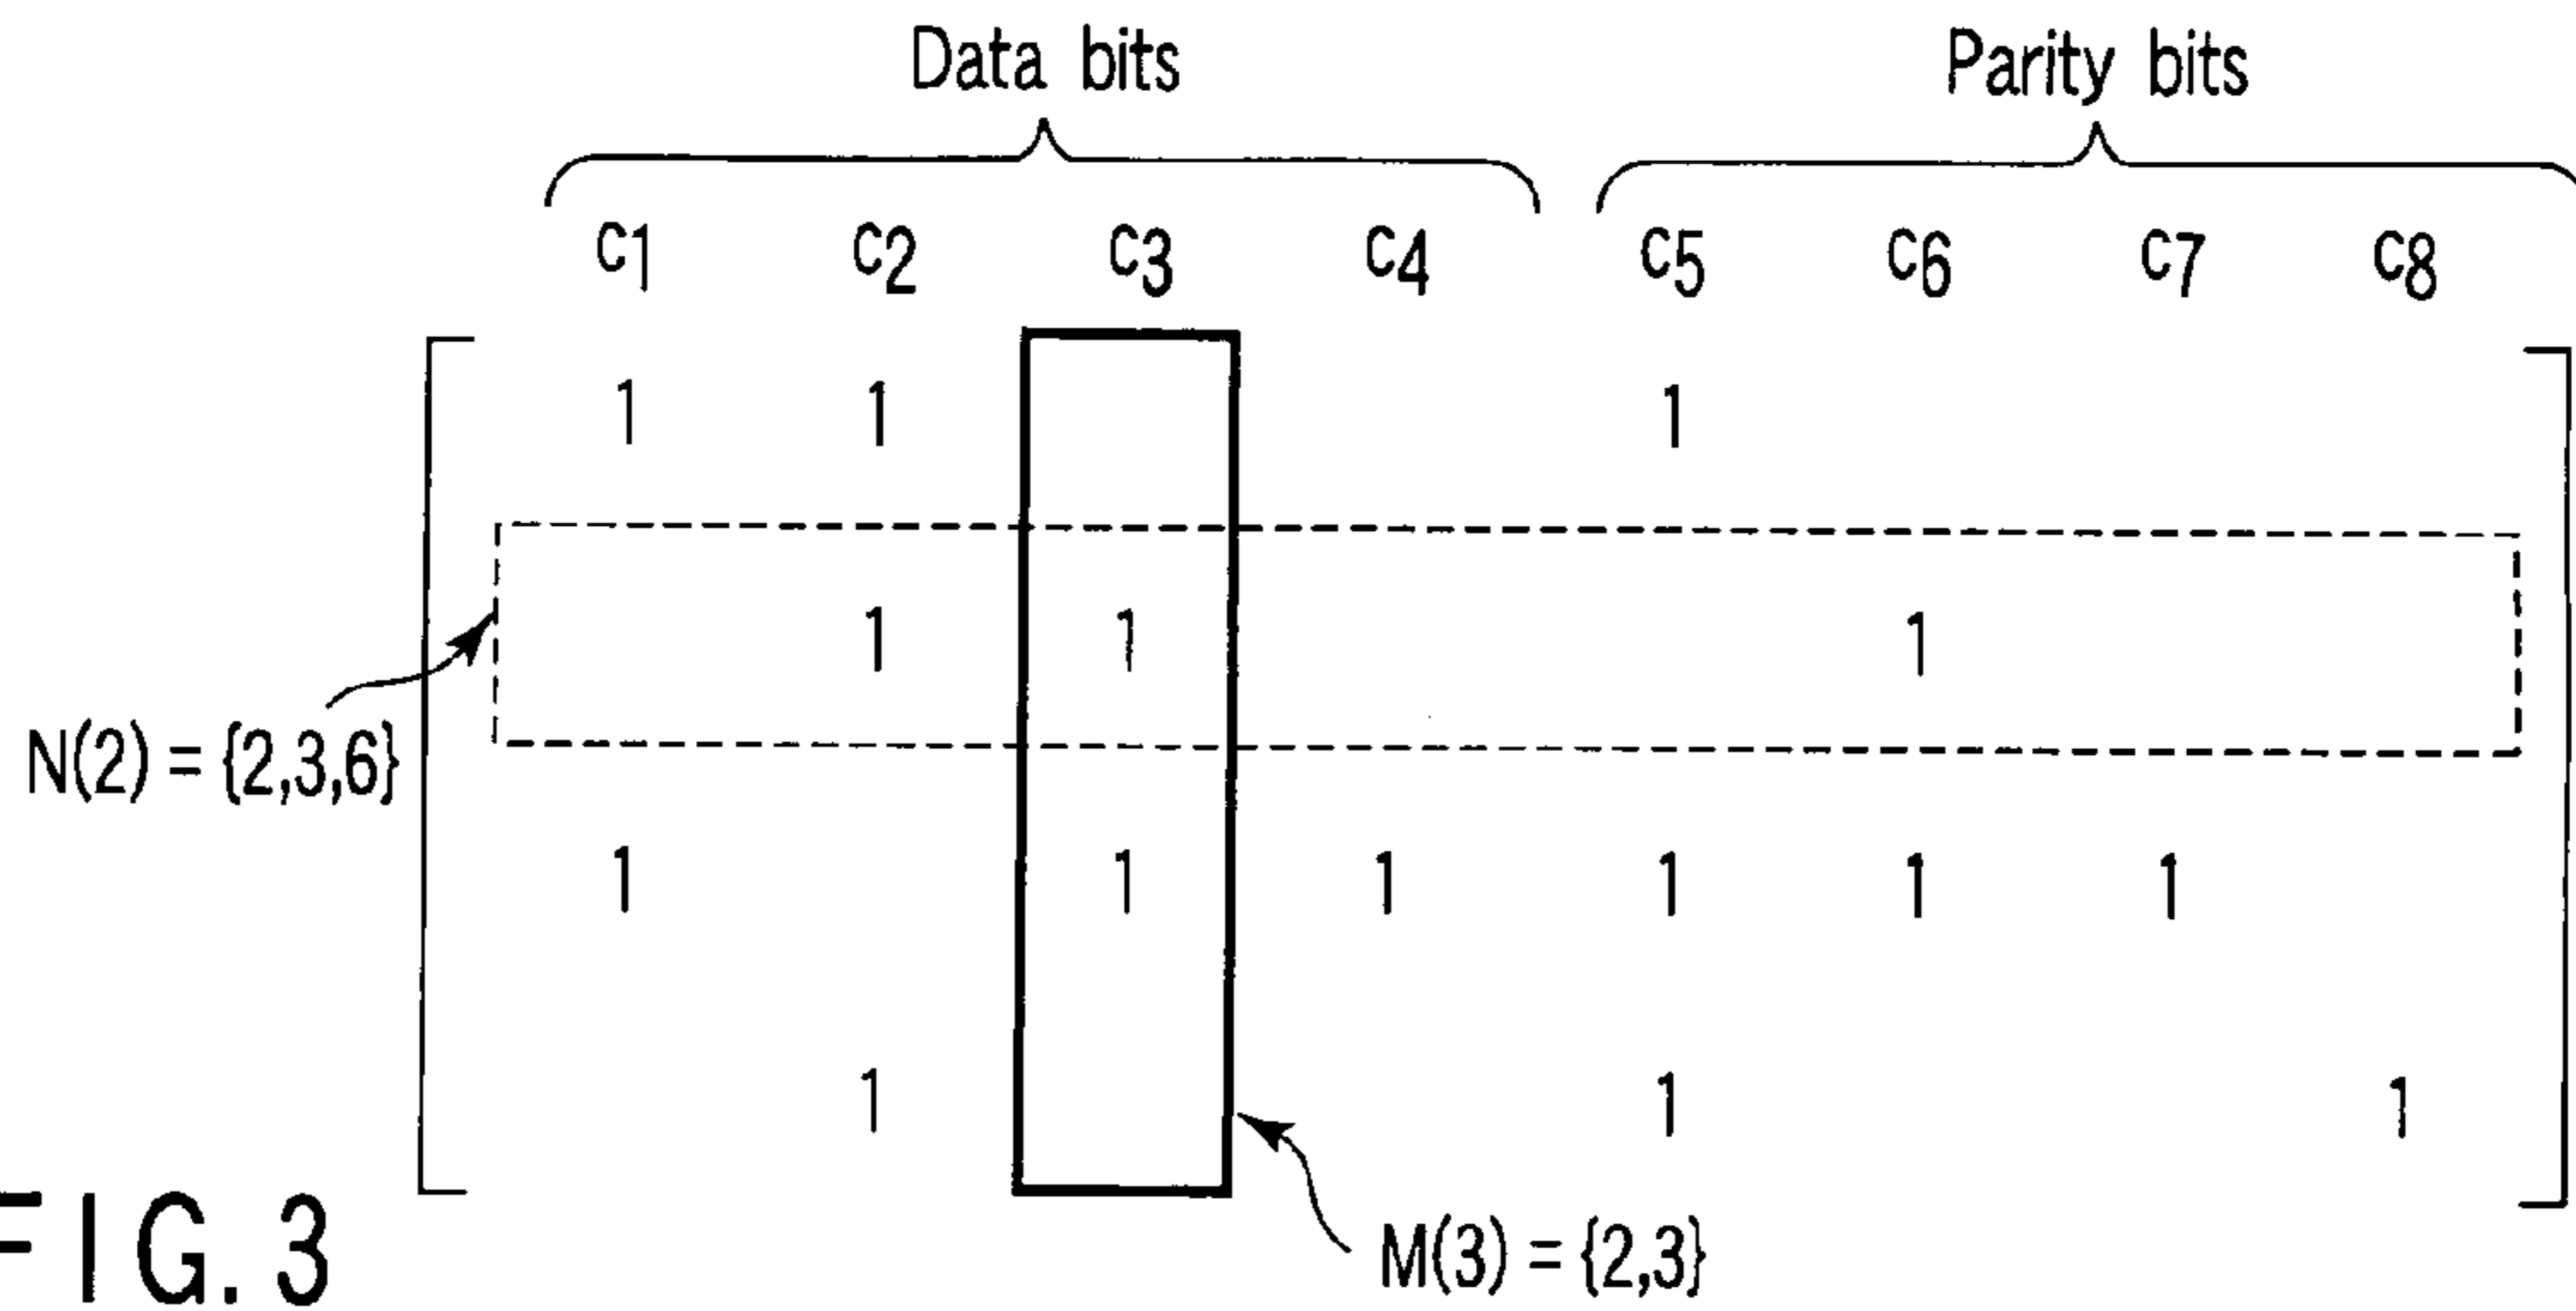 Data bits Parity bits
c1 c2 c3 c4 c5 c6 c7 c8
1 1 1
1 1 1
N(2) = {2,3,6}
1 1 1 1 1 1
1 1 1
M(3) = {2,3}
FIG. 3